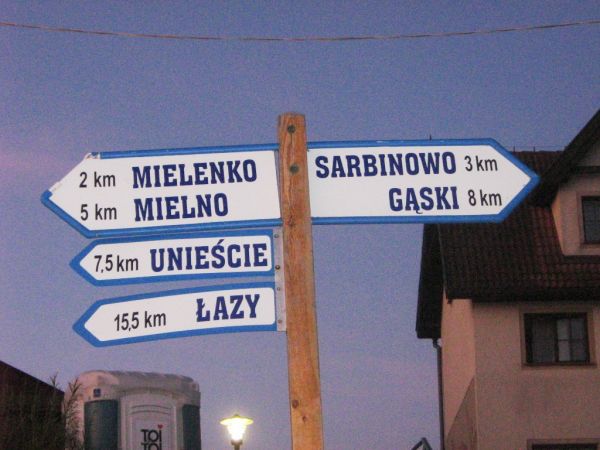 2 km MIELENKO
5 km MIELNO
SARBINOWO 3 km
GĄSKI 8 km
7,5 km UNIEŚCIE
15,5 km ŁAZY
TOI